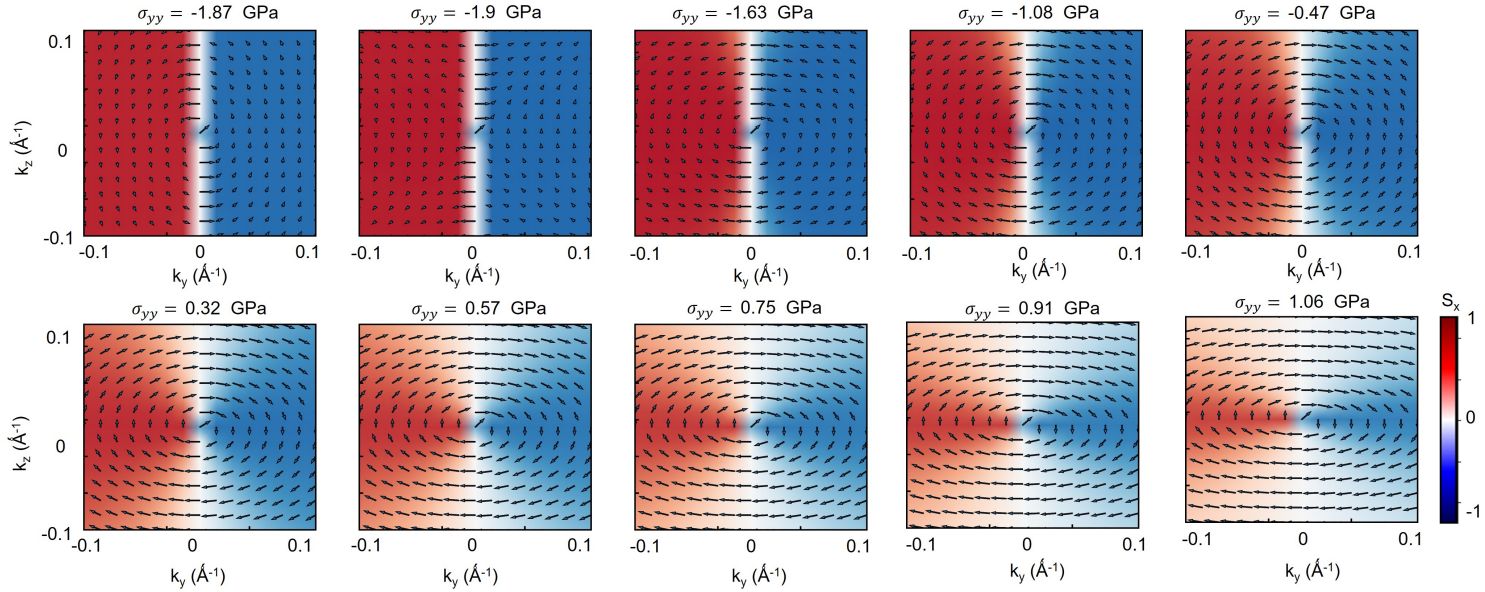 σyy = -1.87 GPa
σyy = -1.9 GPa
σyy = -1.63 GPa
σyy = -1.08 GPa
σyy = -0.47 GPa
0.1
kz (Å-1)
0
-0.1
-0.1 0 0.1
-0.1 0 0.1
-0.1 0 0.1
-0.1 0 0.1
-0.1 0 0.1
ky (Å-1)
ky (Å-1)
ky (Å-1)
ky (Å-1)
ky (Å-1)
σyy = 0.32 GPa
σyy = 0.57 GPa
σyy = 0.75 GPa
σyy = 0.91 GPa
σyy = 1.06 GPa
Sx
1
0
-1
0.1
kz (Å-1)
0
-0.1
-0.1 0 0.1
-0.1 0 0.1
-0.1 0 0.1
-0.1 0 0.1
-0.1 0 0.1
ky (Å-1)
ky (Å-1)
ky (Å-1)
ky (Å-1)
ky (Å-1)